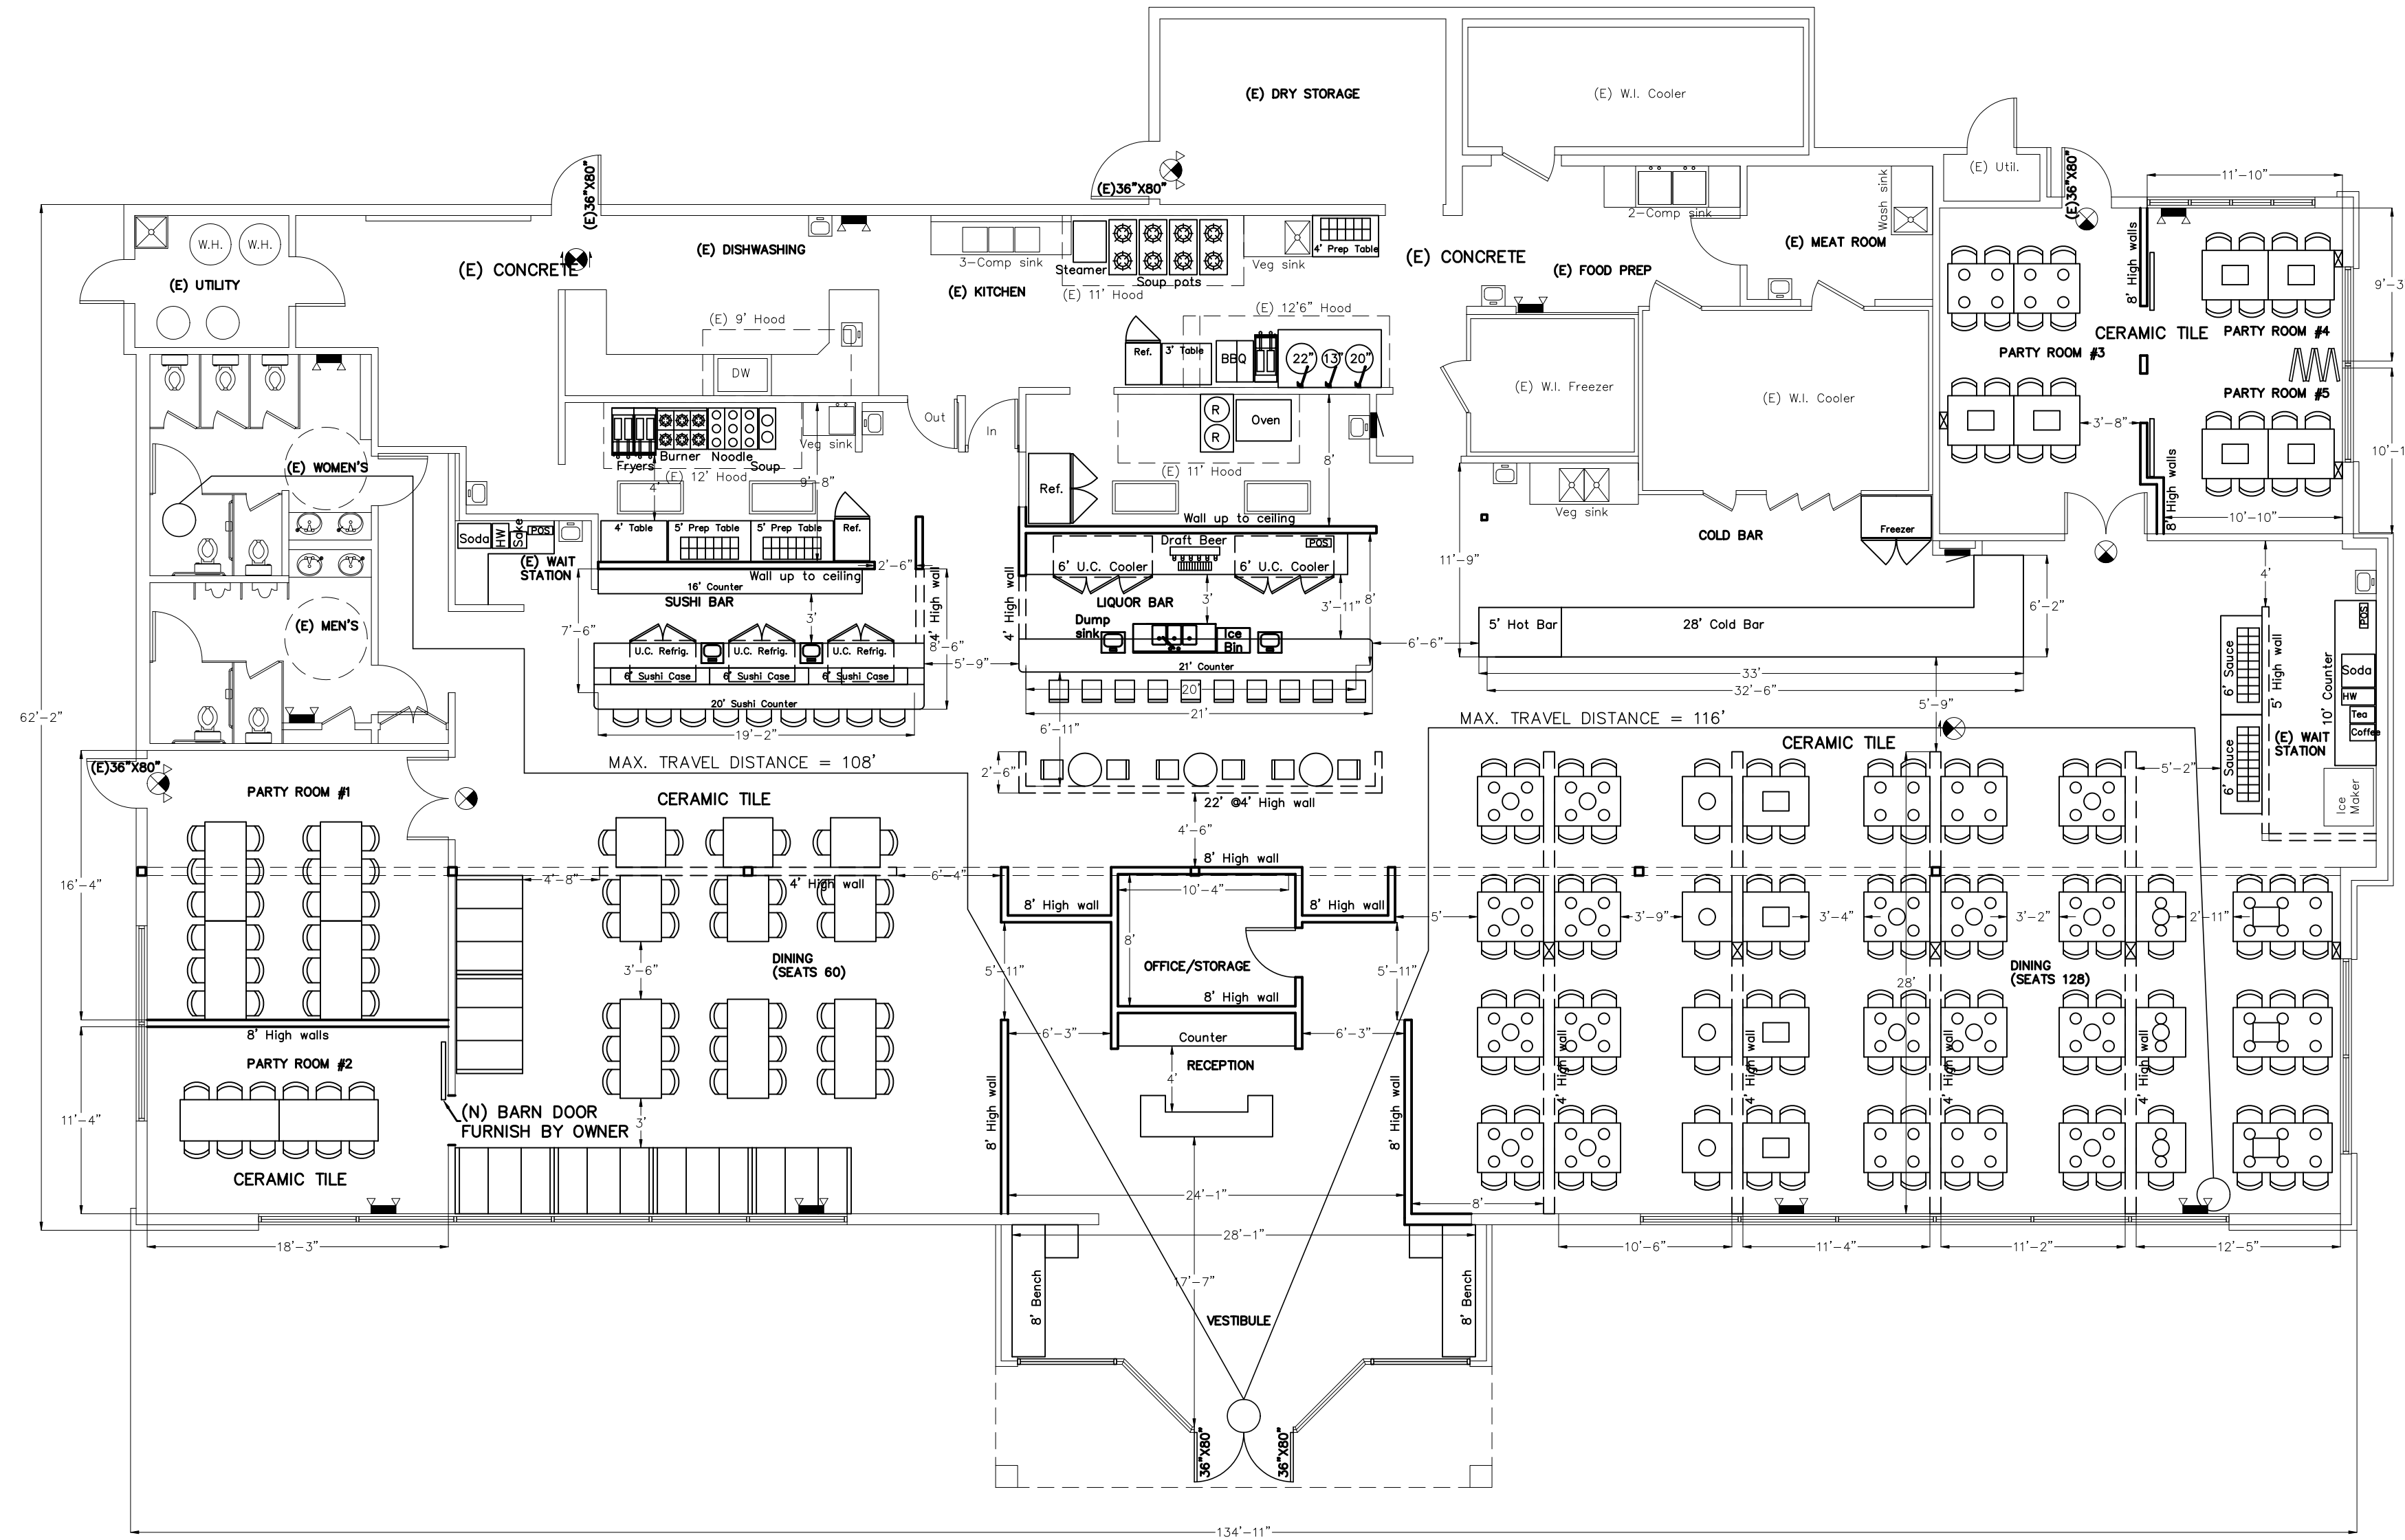 (E) DRY STORAGE
(E) W.I. Cooler
(E)36"X80"
(E)36"X80"
(E) Util.
(E)36"X80"
11'-10"
2-Comp sink
Wash sink
W.H.
W.H.
(E) UTILITY
(E) CONCRETE
(E) DISHWASHING
3-Comp sink
(E) KITCHEN
Steamer
Soup pots
(E) 11' Hood
Veg sink
4' Prep Table
(E) CONCRETE
(E) FOOD PREP
(E) MEAT ROOM
8' High walls
9'-3
CERAMIC TILE
PARTY ROOM #4
PARTY ROOM #3
PARTY ROOM #5
(E) 9' Hood
DW
(E) 12'6" Hood
Ref.
3' Table
BBQ
22"
13"
20"
(E) W.I. Freezer
(E) W.I. Cooler
3'-8"
8' High walls
10'-1
10'-10"
Out
In
Veg sink
Fryers
Burner
Noodle
Soup
(E) 12' Hood
4'
9'-8"
R
R
Oven
(E) 11' Hood
8'
Ref.
(E) WOMEN'S
Soda
HW
Sake
POS
(E) WAIT
STATION
4' Table
5' Prep Table
5' Prep Table
Ref.
Wall up to ceiling
2'-6"
16' Counter
SUSHI BAR
3'
7'-6"
@4' High wall
8'-6"
U.C. Refrig.
U.C. Refrig.
U.C. Refrig.
6' Sushi Case
6' Sushi Case
6' Sushi Case
20' Sushi Counter
19'-2"
5'-9"
Wall up to ceiling
Draft Beer
POS
6' U.C. Cooler
6' U.C. Cooler
4' High wall
LIQUOR BAR
3'
3'-11"
8'
Dump
sink
Ice
Bin
21' Counter
20'
21'
6'-6"
6'-11"
Veg sink
11'-9"
COLD BAR
Freezer
5' Hot Bar
28' Cold Bar
6'-2"
33'
32'-6"
5'-9"
4'
6' Sauce
6' Sauce
5' High wall
10' Counter
POS
Soda
HW
Tea
Coffee
(E) WAIT
STATION
Ice
Maker
5'-2"
(E) MEN'S
62'-2"
MAX. TRAVEL DISTANCE = 108'
MAX. TRAVEL DISTANCE = 116'
CERAMIC TILE
(E)36"X80"
PARTY ROOM #1
CERAMIC TILE
2'-6"
22' @4' High wall
4'-6"
8' High wall
16'-4"
4'-8"
4' High wall
6'-4"
10'-4"
8' High wall
8' High wall
8'
5'
3'-9"
3'-4"
3'-2"
2'-11"
DINING
(SEATS 60)
3'-6"
5'-11"
OFFICE/STORAGE
5'-11"
8' High wall
DINING
(SEATS 128)
28'
8' High walls
6'-3"
Counter
6'-3"
PARTY ROOM #2
RECEPTION
4'
8' High wall
8' High wall
4' High wall
4' High wall
4' High wall
4' High wall
(N) BARN DOOR
FURNISH BY OWNER
3'
11'-4"
CERAMIC TILE
24'-1"
8'
28'-1"
18'-3"
10'-6"
11'-4"
11'-2"
12'-5"
17'-7"
8' Bench
8' Bench
VESTIBULE
36"X80"
36"X80"
134'-11"